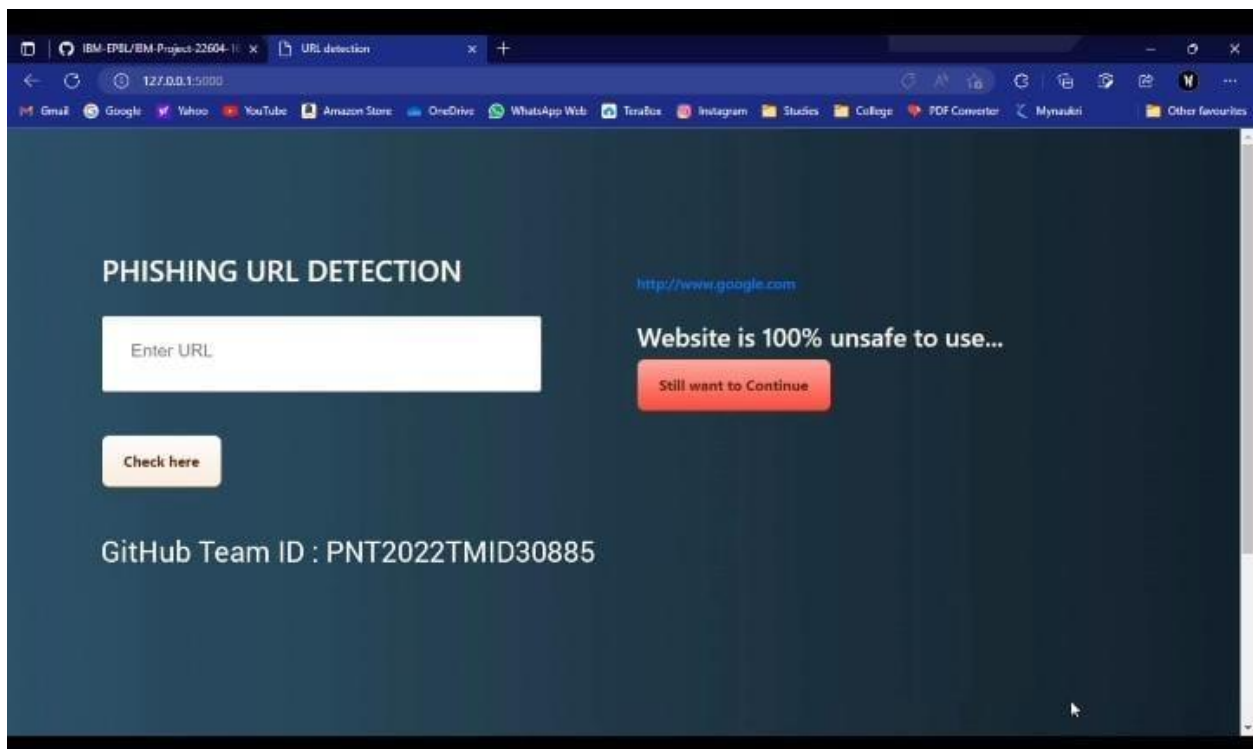 IBM-EPBL/IBM-Project-22604-1
URL detection
127.0.0.1:5000
Gmail Google Yahoo YouTube Amazon Store OneDrive WhatsApp Web TeraBox Instagram Studies College PDF Converter Mynaukri Other favourites
PHISHING URL DETECTION
Enter URL
Check here
GitHub Team ID : PNT2022TMID30885
http://www.google.com
Website is 100% unsafe to use...
Still want to Continue